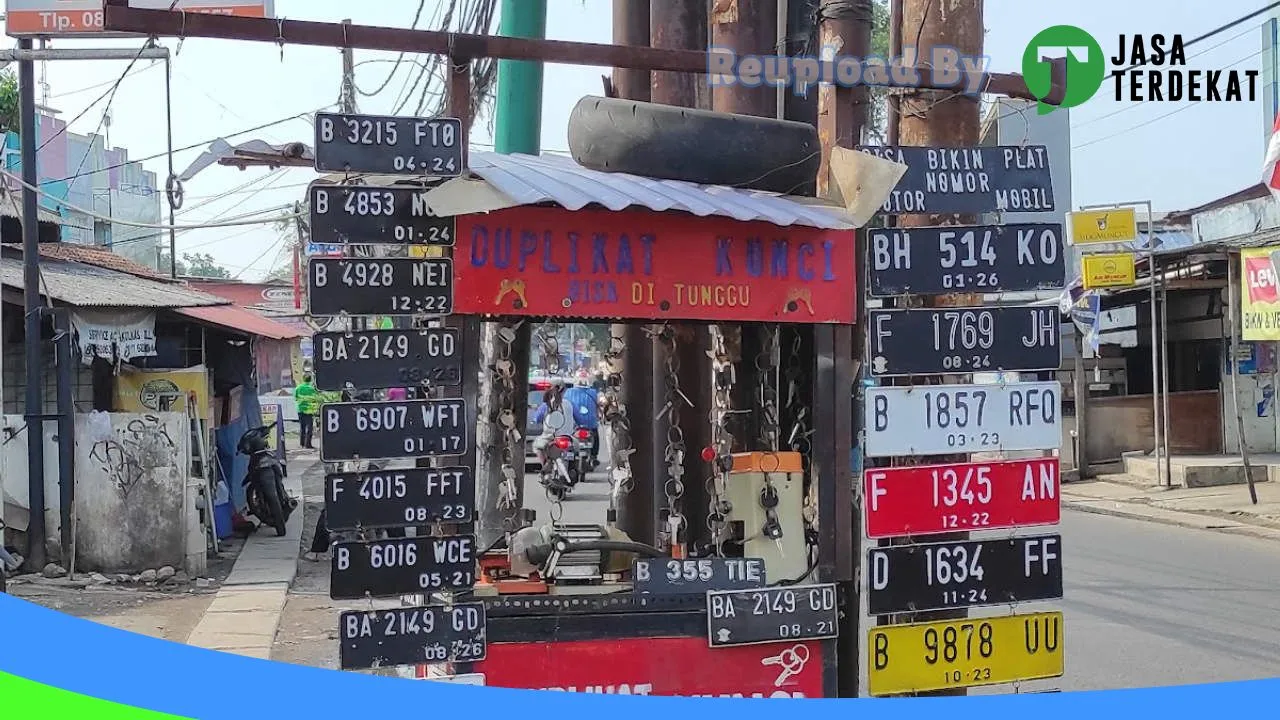 Tlp. 08
Reupload By
JASA
TERDEKAT
B 3215 FT0
04·24
B 4853
01·24
B 4928 NEI
12·22
BA 2149 GD
08·26
B 6907 WFT
01·17
F 4015 FFT
08·23
B 6016 WCE
05·21
BA 2149 GD
08·26
DUPLIKAT KUNCI
BISA DI TUNGGU
B 355 TIE
BA 2149 GD
08·21
BIKIN PLAT
NOMOR
MOBIL
BH 514 KO
01·26
F 1769 JH
08·24
B 1857 RFQ
03·23
F 1345 AN
12·22
D 1634 FF
11·24
B 9878 UU
10·23